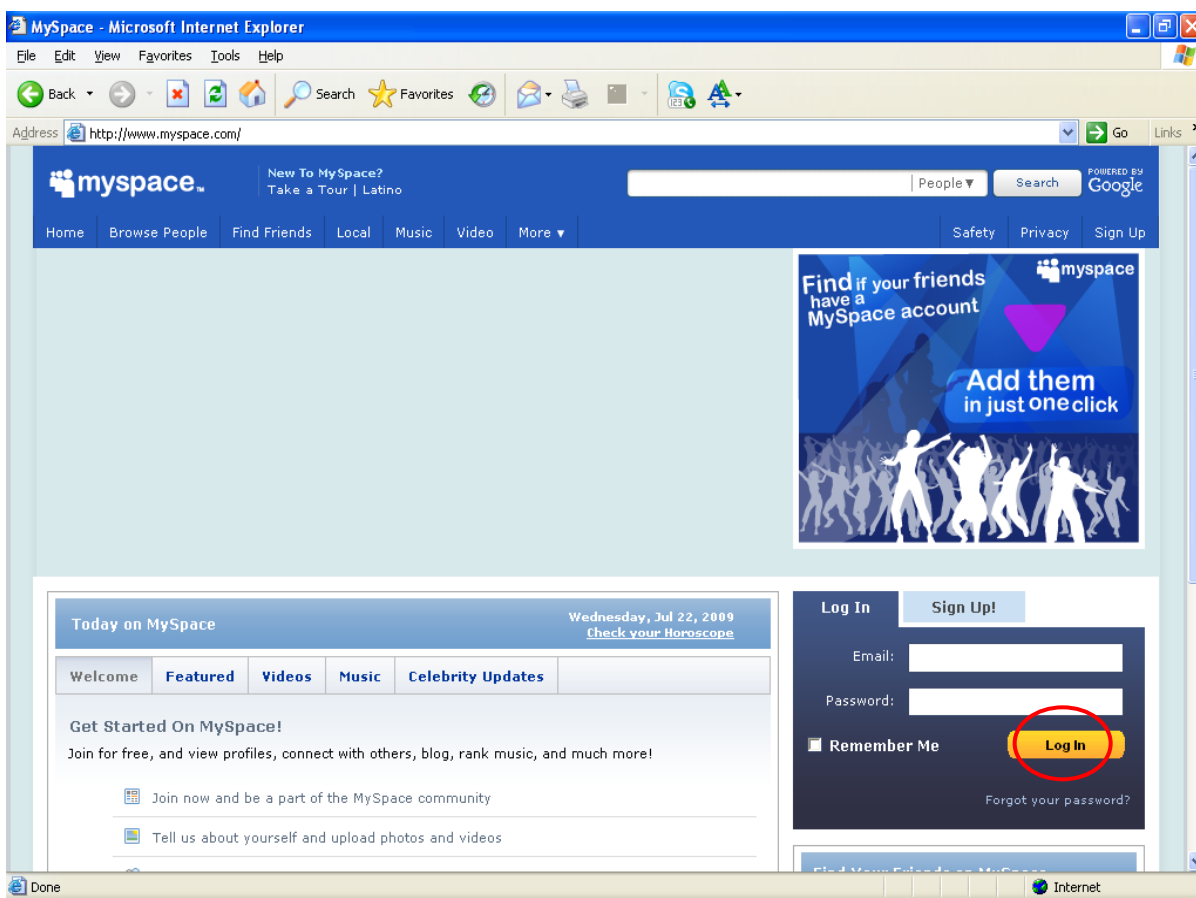 MySpace - Microsoft Internet Explorer
File Edit View Favorites Tools Help
Back Search Favorites
Address http://www.myspace.com/ Go Links
myspace™
New To MySpace?
Take a Tour | Latino
People▼ Search POWERED BY Google
Home Browse People Find Friends Local Music Video More ▼ Safety Privacy Sign Up
myspace
Find if your friends
have a
MySpace account
Add them
in just one click
Today on MySpace
Wednesday, Jul 22, 2009
Check your Horoscope
Welcome Featured Videos Music Celebrity Updates
Get Started On MySpace!
Join for free, and view profiles, connect with others, blog, rank music, and much more!
Join now and be a part of the MySpace community
Tell us about yourself and upload photos and videos
Log In Sign Up!
Email:
Password:
Remember Me Log In
Forgot your password?
Find Your Friends on MySpace
Done Internet